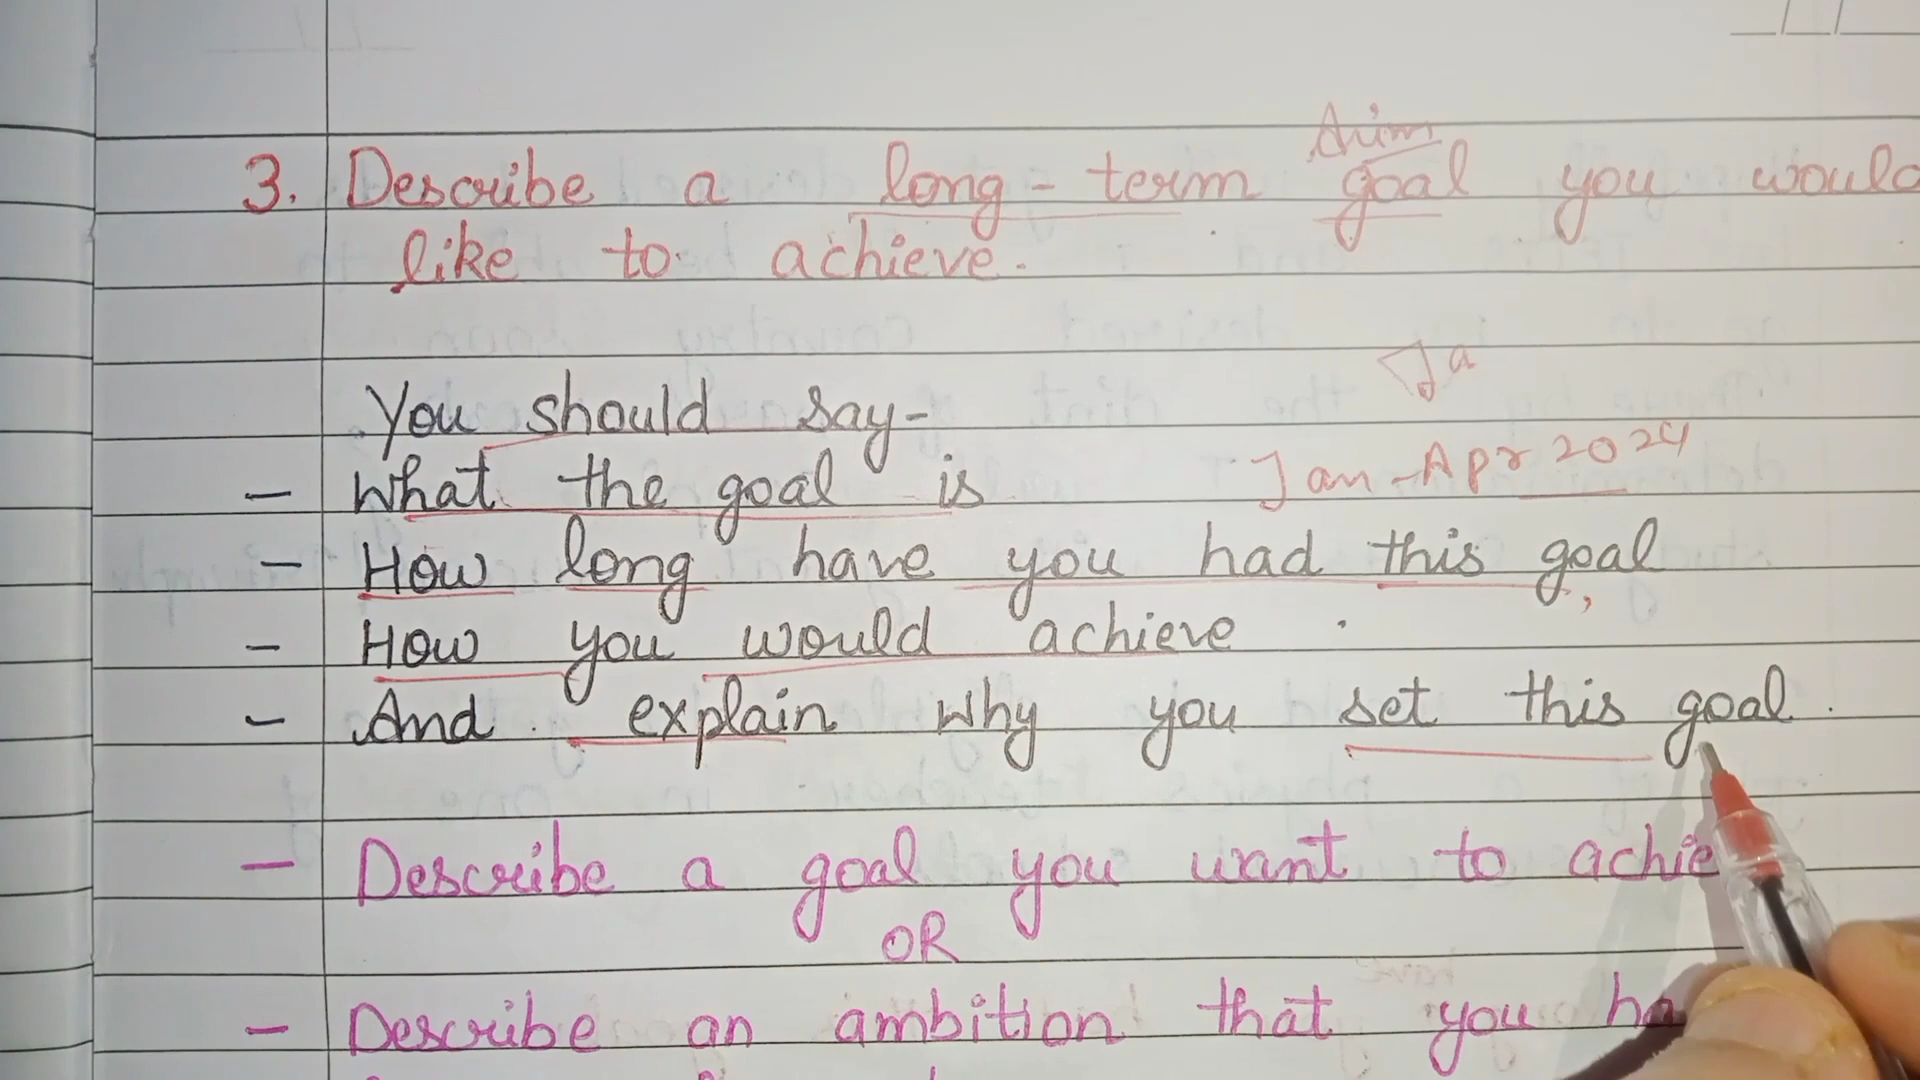 Aim
3. Describe a long-term goal you would
like to achieve.
Ja
You should say-
Jan-Apr 2024
- What the goal is
- How long have you had this goal,
- How you would achieve
- And explain why you set this goal.
- Describe a goal you want to achie
OR
- Describe an ambition that you ha